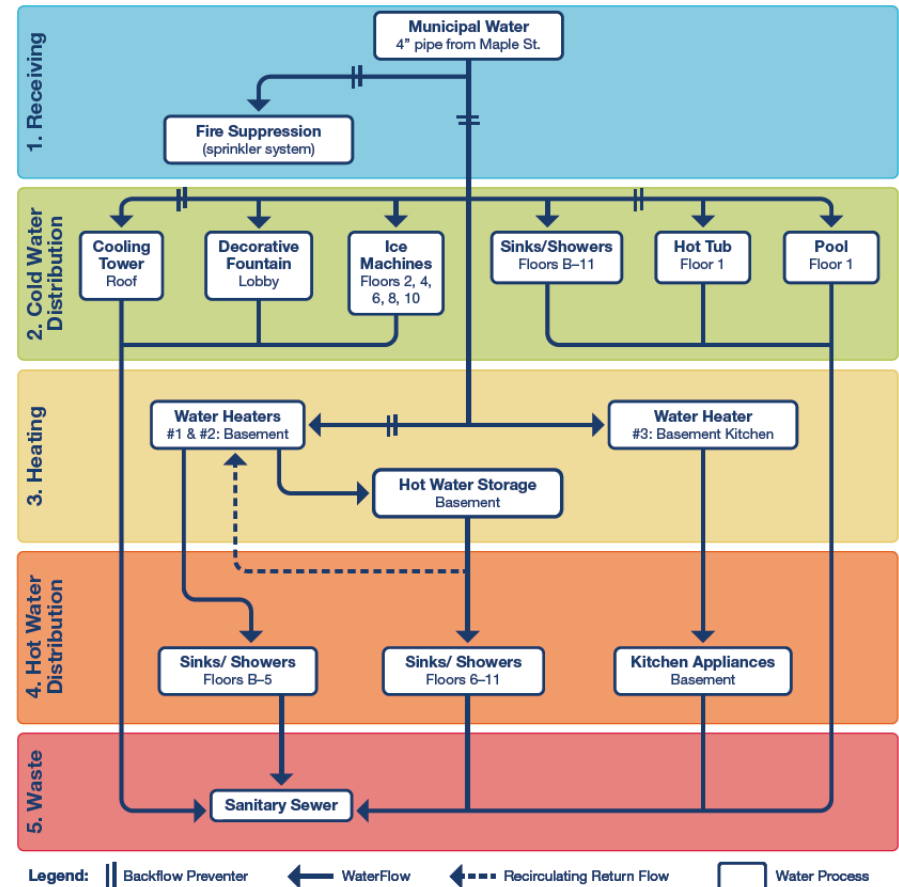 1. Receiving
Municipal Water
4” pipe from Maple St.
Fire Suppression
(sprinkler system)
2. Cold Water
Distribution
Cooling
Tower
Roof
Decorative
Fountain
Lobby
Ice
Machines
Floors 2, 4,
6, 8, 10
Sinks/Showers
Floors B–11
Hot Tub
Floor 1
Pool
Floor 1
3. Heating
Water Heaters
#1 & #2: Basement
Water Heater
#3: Basement Kitchen
Hot Water Storage
Basement
4. Hot Water
Distribution
Sinks/ Showers
Floors B–5
Sinks/ Showers
Floors 6–11
Kitchen Appliances
Basement
5. Waste
Sanitary Sewer
Legend: Backflow Preventer WaterFlow Recirculating Return Flow Water Process